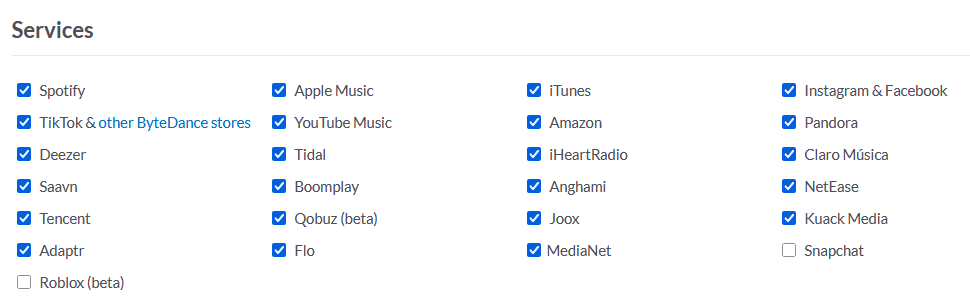 Services
Spotify
Apple Music
iTunes
Instagram & Facebook
TikTok & other ByteDance stores
YouTube Music
Amazon
Pandora
Deezer
Tidal
iHeartRadio
Claro Música
Saavn
Boomplay
Anghami
NetEase
Tencent
Qobuz (beta)
Joox
Kuack Media
Adaptr
Flo
MediaNet
Snapchat
Roblox (beta)